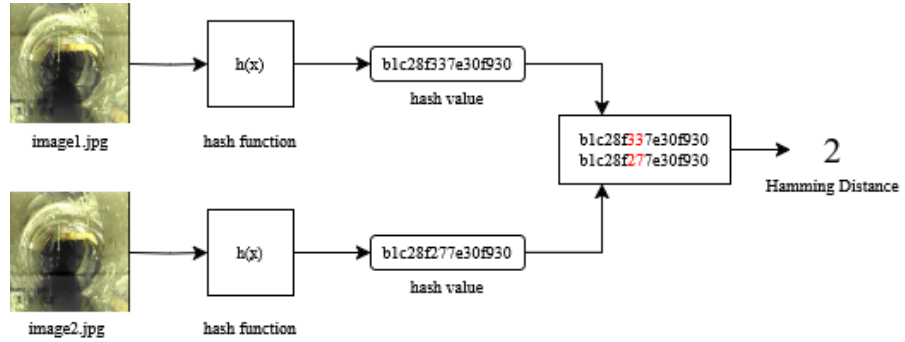 h(x)
b1c28f337e30f930
hash value
image1.jpg
hash function
b1c28f337e30f930
b1c28f277e30f930
2
Hamming Distance
h(x)
b1c28f277e30f930
hash value
image2.jpg
hash function